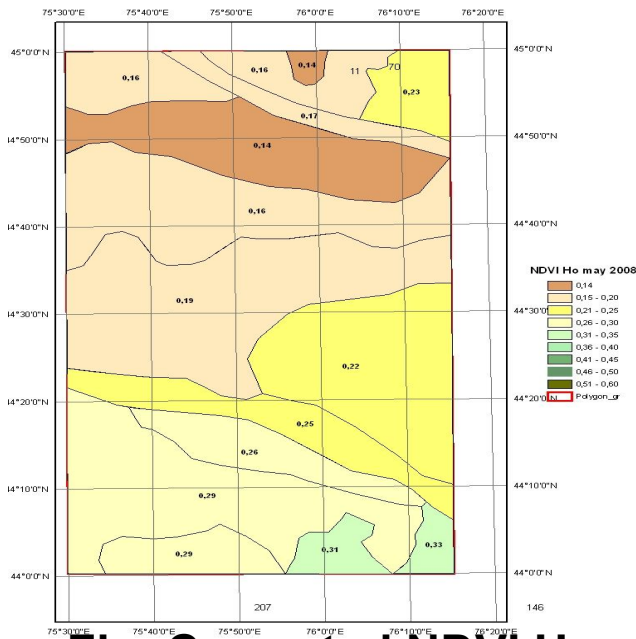 75°30'0"E 75°40'0"E 75°50'0"E 76°0'0"E 76°10'0"E 76°20'0"E
45°0'0"N 45°0'0"N
0,16 0,16 0,14 11 70
0,23
0,17
44°50'0"N 44°50'0"N
0,14
0,16
44°40'0"N 44°40'0"N
NDVI Ho may 2008
0,14
0,15 - 0,20
0,21 - 0,25
0,26 - 0,30
0,31 - 0,35
0,36 - 0,40
0,41 - 0,45
0,46 - 0,50
0,51 - 0,60
Polygon_gr
0,19
44°30'0"N 44°30'0"N
0,22
44°20'0"N 44°20'0"N
0,25
0,26
44°10'0"N 44°10'0"N
0,29
0,29 0,31 0,33
44°0'0"N 44°0'0"N
207 146
75°30'0"E 75°40'0"E 75°50'0"E 76°0'0"E 76°10'0"E 76°20'0"E